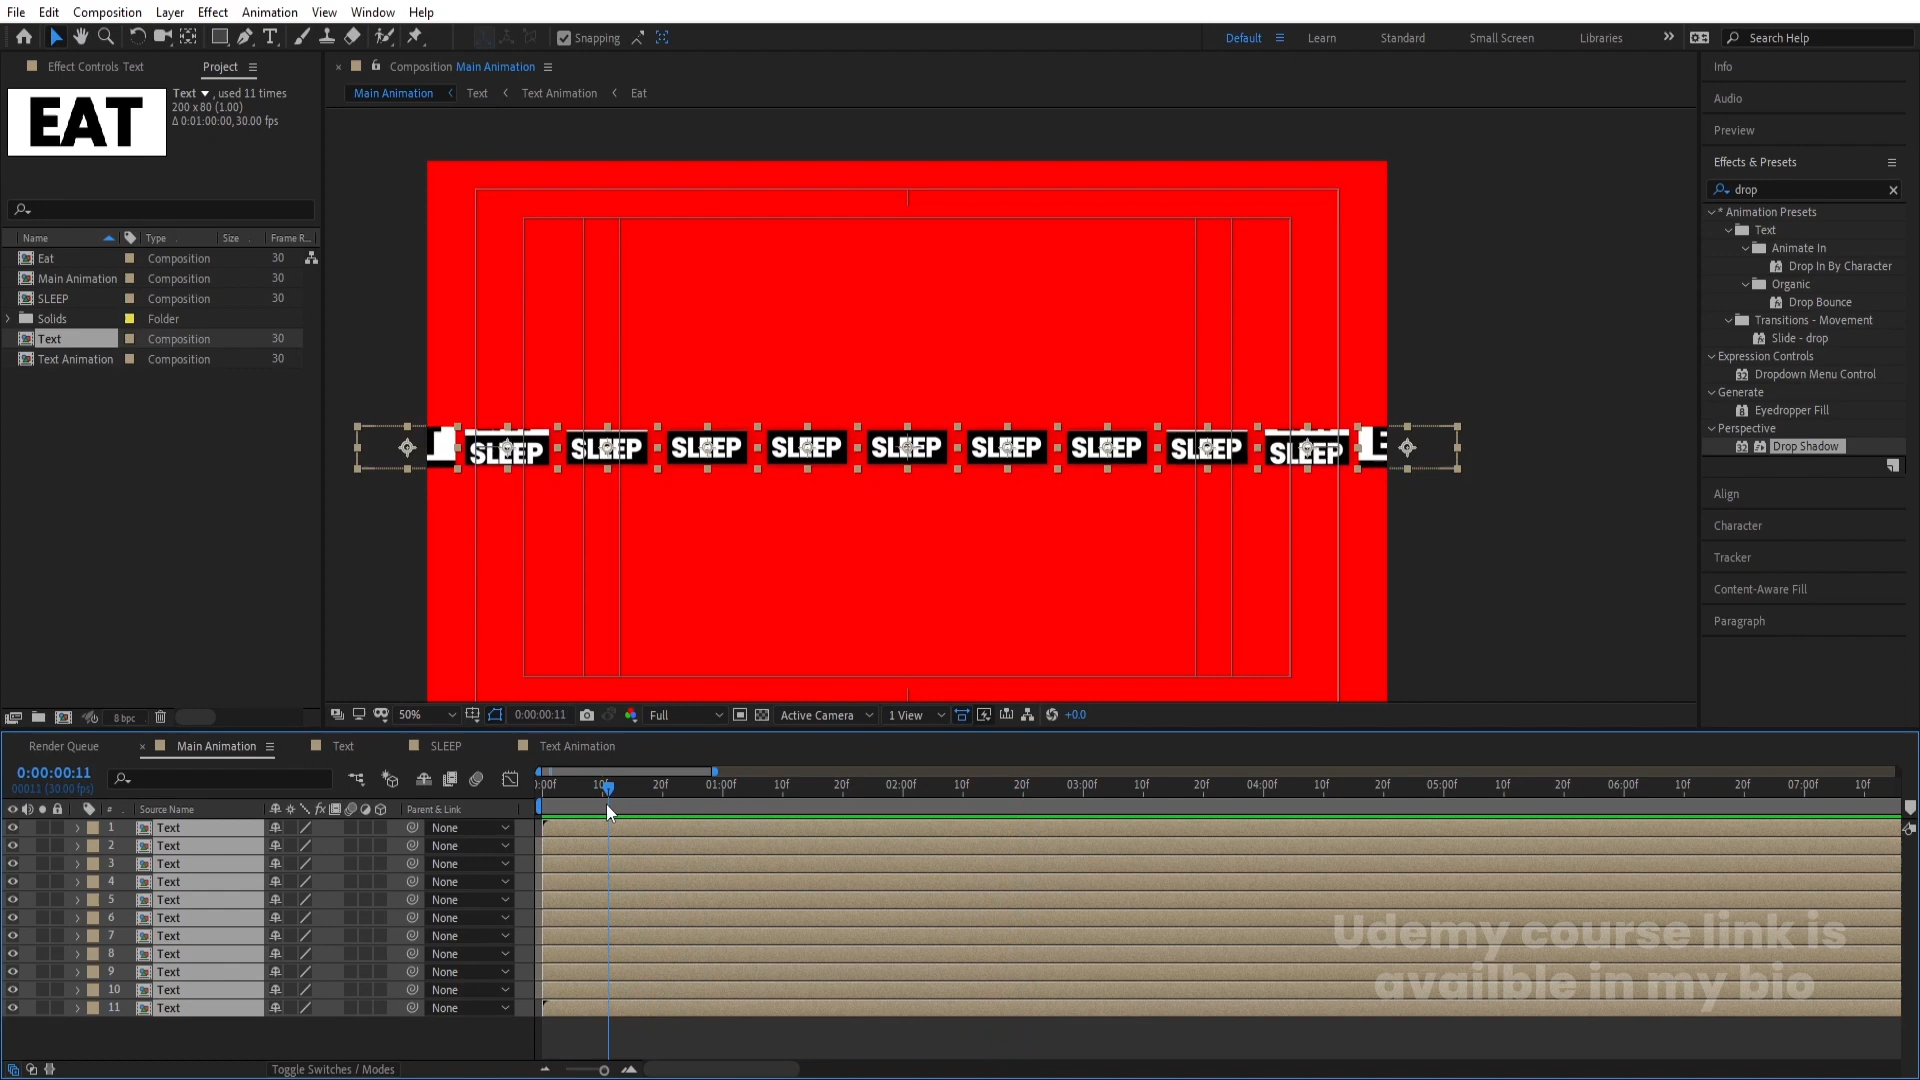 File Edit Composition Layer Effect Animation View Window Help
Snapping Default Learn Standard Small Screen Libraries Search Help
Effect Controls Text Project
EAT
Text , used 11 times
200 x 80 (1.00)
Δ 0:01:00:00, 30.00 fps
Name Type Size Frame R...
Eat Composition 30
Main Animation Composition 30
SLEEP Composition 30
Solids Folder
Text Composition 30
Text Animation Composition 30
8 bpc
Composition Main Animation
Main Animation Text Text Animation Eat
SLEEP SLEEP SLEEP SLEEP SLEEP SLEEP SLEEP SLEEP SLEEP
50% 0:00:00:11 Full Active Camera 1 View +0.0
Info
Audio
Preview
Effects & Presets
drop
* Animation Presets
Text
Animate In
Drop In By Character
Organic
Drop Bounce
Transitions - Movement
Slide - drop
Expression Controls
Dropdown Menu Control
Generate
Eyedropper Fill
Perspective
Drop Shadow
Align
Character
Tracker
Content-Aware Fill
Paragraph
Render Queue Main Animation Text SLEEP Text Animation
0:00:00:11
00011 (30.00 fps)
:00f 10f 20f 01:00f 10f 20f 02:00f 10f 20f 03:00f 10f 20f 04:00f 10f 20f 05:00f 10f 20f 06:00f 10f 20f 07:00f 10f
# Source Name Parent & Link
1 Text None
2 Text None
3 Text None
4 Text None
5 Text None
6 Text None
7 Text None
8 Text None
9 Text None
10 Text None
11 Text None
Udemy course link is
availble in my bio
Toggle Switches / Modes